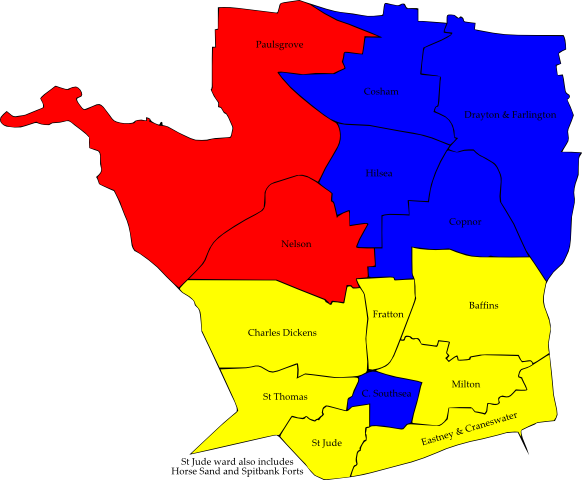 Paulsgrove
Cosham
Drayton & Farlington
Hilsea
Copnor
Nelson
Baffins
Fratton
Charles Dickens
Milton
C. Southsea
St Thomas
Eastney & Craneswater
St Jude
St Jude ward also includes
Horse Sand and Spitbank Forts